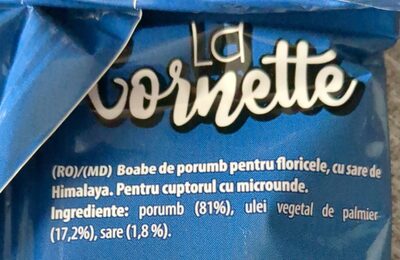 La
Cornette
(RO)/(MD) Boabe de porumb pentru floricele, cu sare de
Himalaya. Pentru cuptorul cu microunde.
Ingrediente: porumb (81%), ulei vegetal de palmier
(17,2%), sare (1,8 %).